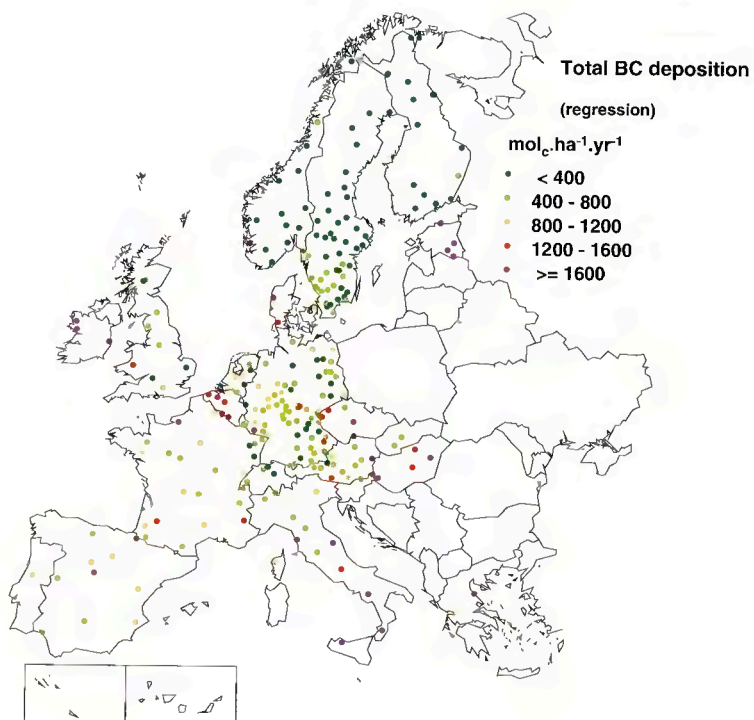 Total BC deposition
(regression)
molc.ha-1.yr-1
< 400
400 - 800
800 - 1200
1200 - 1600
>= 1600